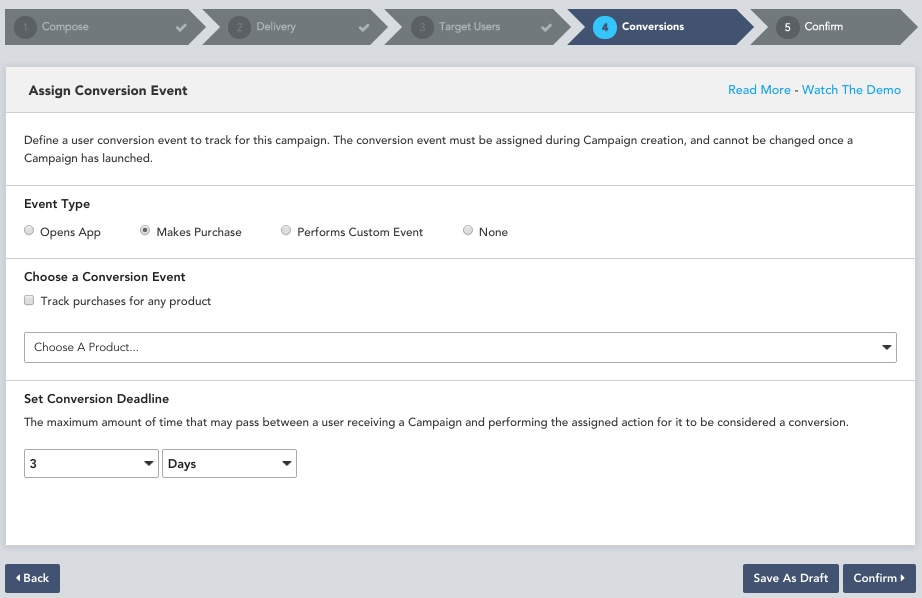 1 Compose
2 Delivery
3 Target Users
4 Conversions
5 Confirm
Assign Conversion Event
Read More - Watch The Demo
Define a user conversion event to track for this campaign. The conversion event must be assigned during Campaign creation, and cannot be changed once a
Campaign has launched.
Event Type
Opens App
Makes Purchase
Performs Custom Event
None
Choose a Conversion Event
Track purchases for any product
Choose A Product...
Set Conversion Deadline
The maximum amount of time that may pass between a user receiving a Campaign and performing the assigned action for it to be considered a conversion.
3
Days
Back
Save As Draft
Confirm